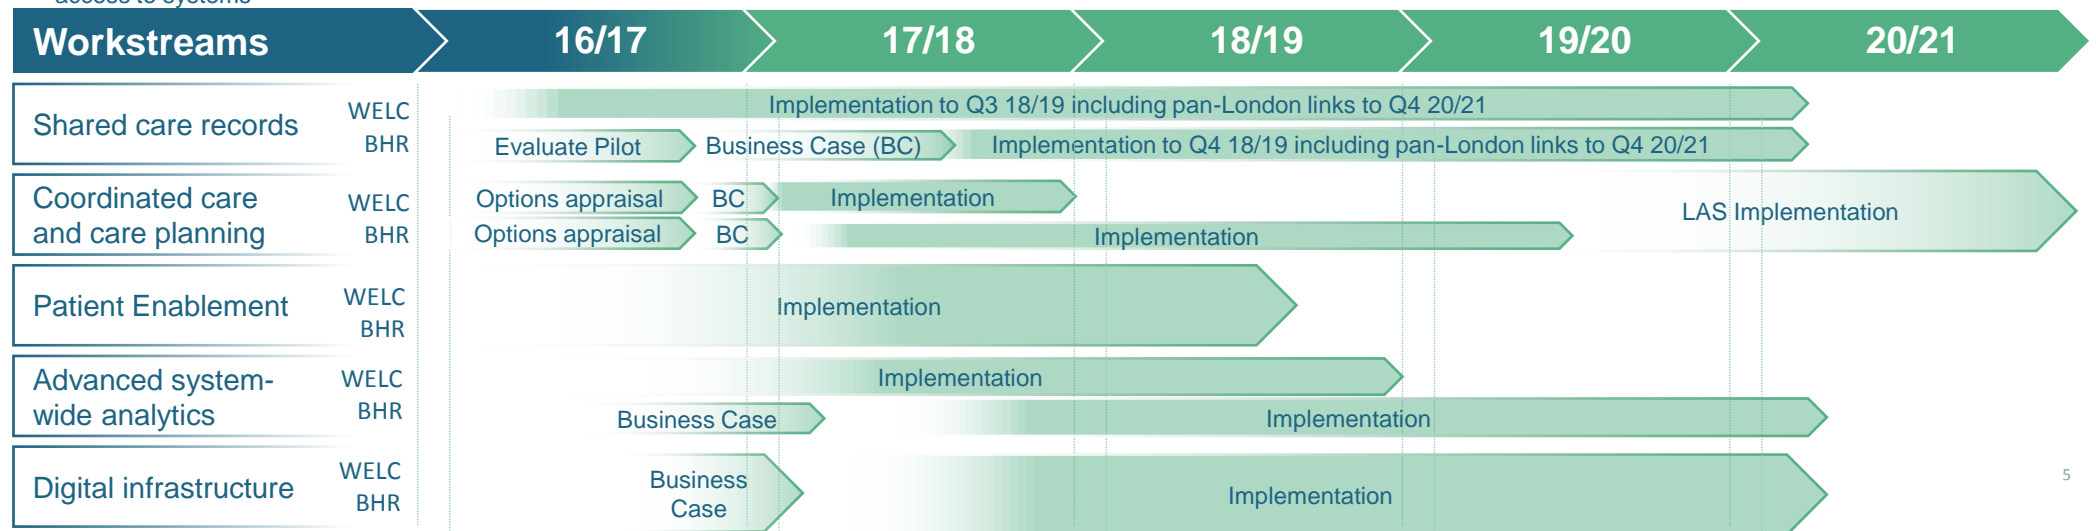 access to systems
Workstreams 16/17 17/18 18/19 19/20 20/21
Shared care records
WELC
BHR
Implementation to Q3 18/19 including pan-London links to Q4 20/21
Evaluate Pilot
Business Case (BC)
Implementation to Q4 18/19 including pan-London links to Q4 20/21
Coordinated care
and care planning
WELC
BHR
Options appraisal
BC
Implementation
Options appraisal
BC
Implementation
LAS Implementation
Patient Enablement
WELC
BHR
Implementation
Advanced system-
wide analytics
WELC
BHR
Implementation
Business Case
Implementation
Digital infrastructure
WELC
BHR
Business
Case
Implementation
5